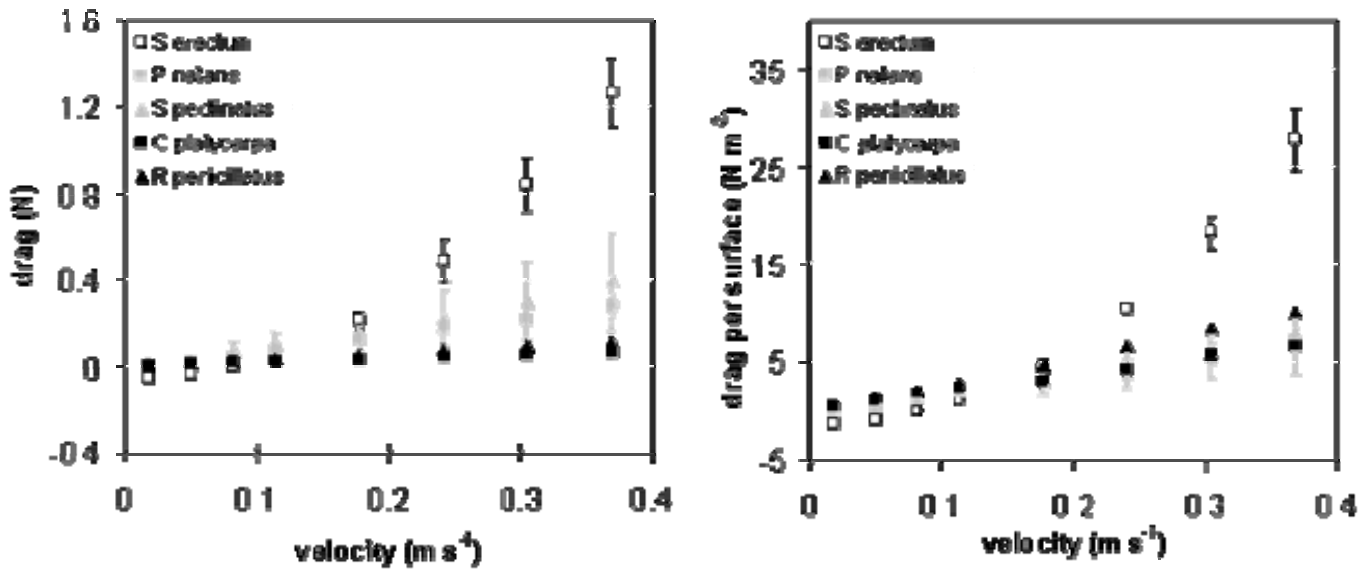 1.6
1.2
0.8
0.4
0
-0.4
drag (N)
S erectum
P natans
S pectinatus
C platycarpa
R penicillatus
0 0.1 0.2 0.3 0.4
velocity (m s-1)
35
25
15
5
-5
drag per surface (N m-2)
S erectum
P natans
S pectinatus
C platycarpa
R penicillatus
0 0.1 0.2 0.3 0.4
velocity (m s-1)